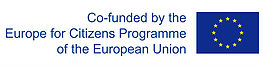 Co-funded by the
Europe for Citizens Programme
of the European Union